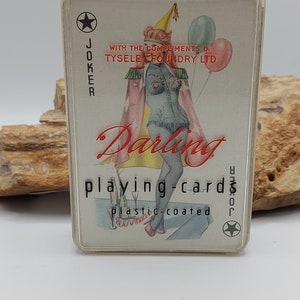 JOKER
WITH THE COMPLIMENTS OF
TYSELEY FOUNDRY LTD
Darling
playing-cards
plastic-coated
JOKER